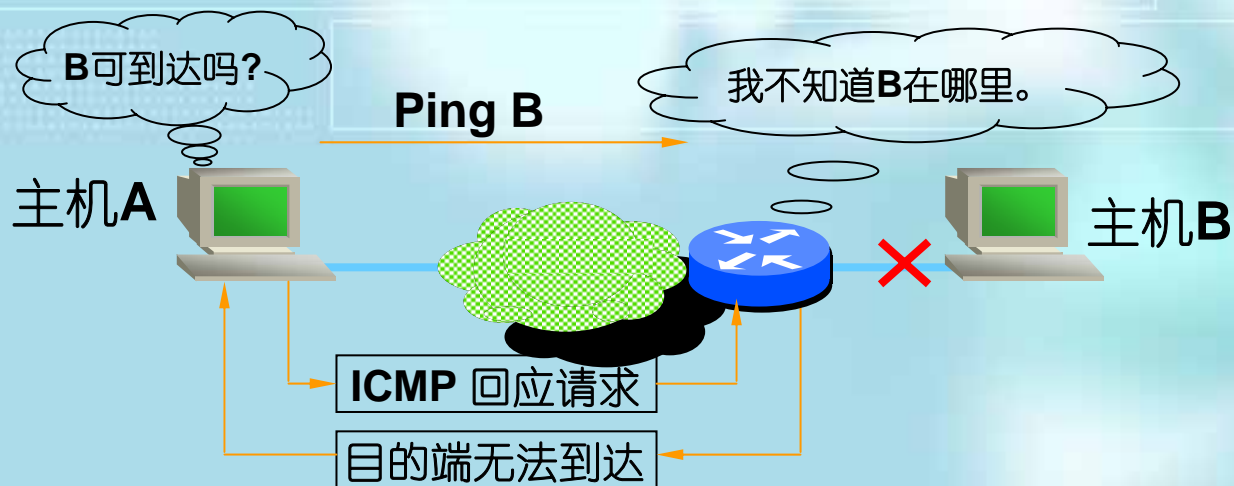 B可到达吗?
我不知道B在哪里。
Ping B
主机A
主机B
ICMP 回应请求
目的端无法到达